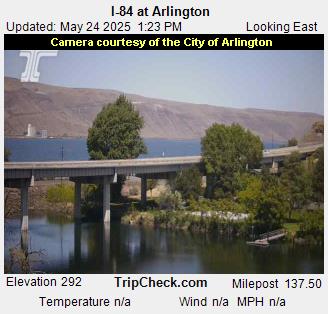 I-84 at Arlington
Updated: May 24 2025 1:23 PM Looking East
Camera courtesy of the City of Arlington
Elevation 292 TripCheck.com Milepost 137.50
Temperature n/a Wind n/a MPH n/a